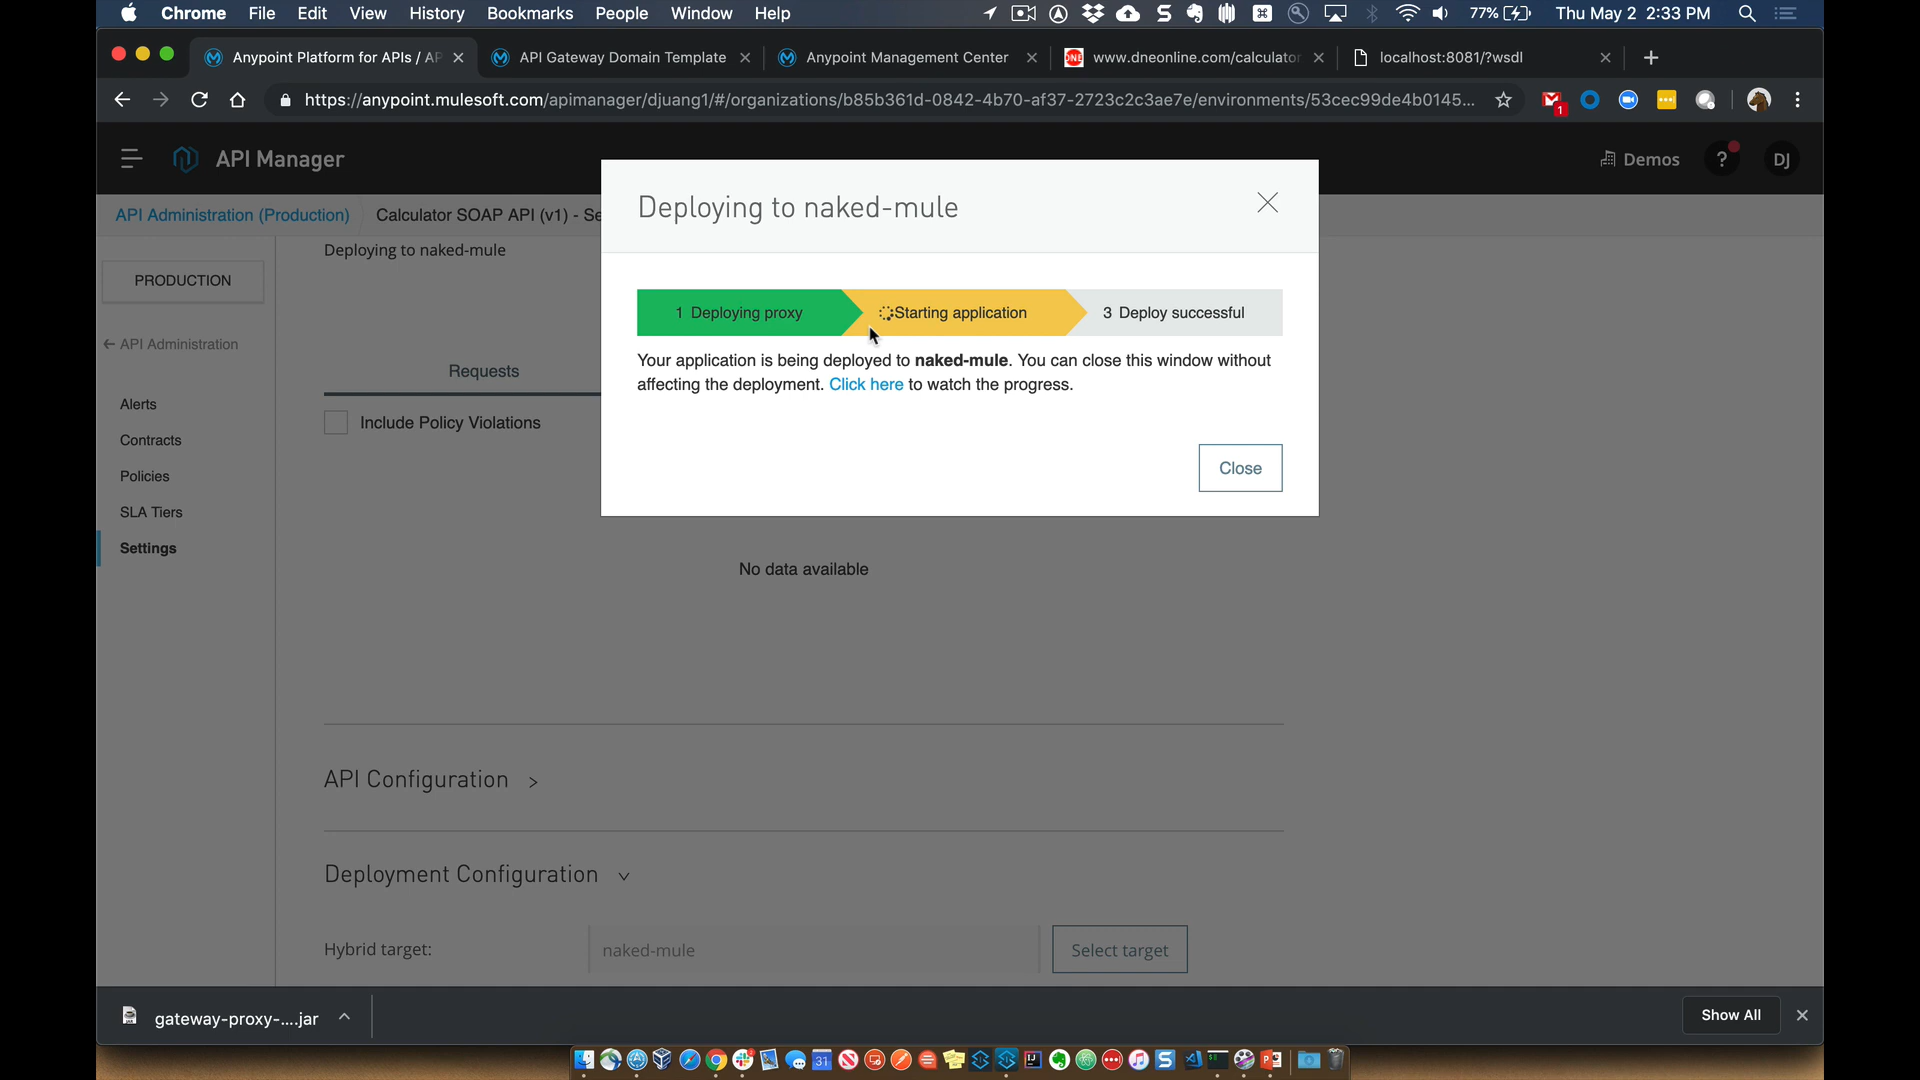 Chrome File Edit View History Bookmarks People Window Help 77% Thu May 2 2:33 PM
Anypoint Platform for APIs / AP API Gateway Domain Template Anypoint Management Center DNE www.dneonline.com/calculator localhost:8081/?wsdl
https://anypoint.mulesoft.com/apimanager/djuang1/#/organizations/b85b361d-0842-4b70-af37-2723c2c3ae7e/environments/53cec99de4b0145... 1
API Manager Demos ? DJ
API Administration (Production) Calculator SOAP API (v1) - Se
Deploying to naked-mule
PRODUCTION
API Administration
Alerts
Contracts
Policies
SLA Tiers
Settings
Requests
Include Policy Violations
Deploying to naked-mule
1 Deploying proxy Starting application 3 Deploy successful
Your application is being deployed to naked-mule. You can close this window without
affecting the deployment. Click here to watch the progress.
Close
No data available
API Configuration >
Deployment Configuration
Hybrid target: naked-mule Select target
gateway-proxy-....jar Show All
31